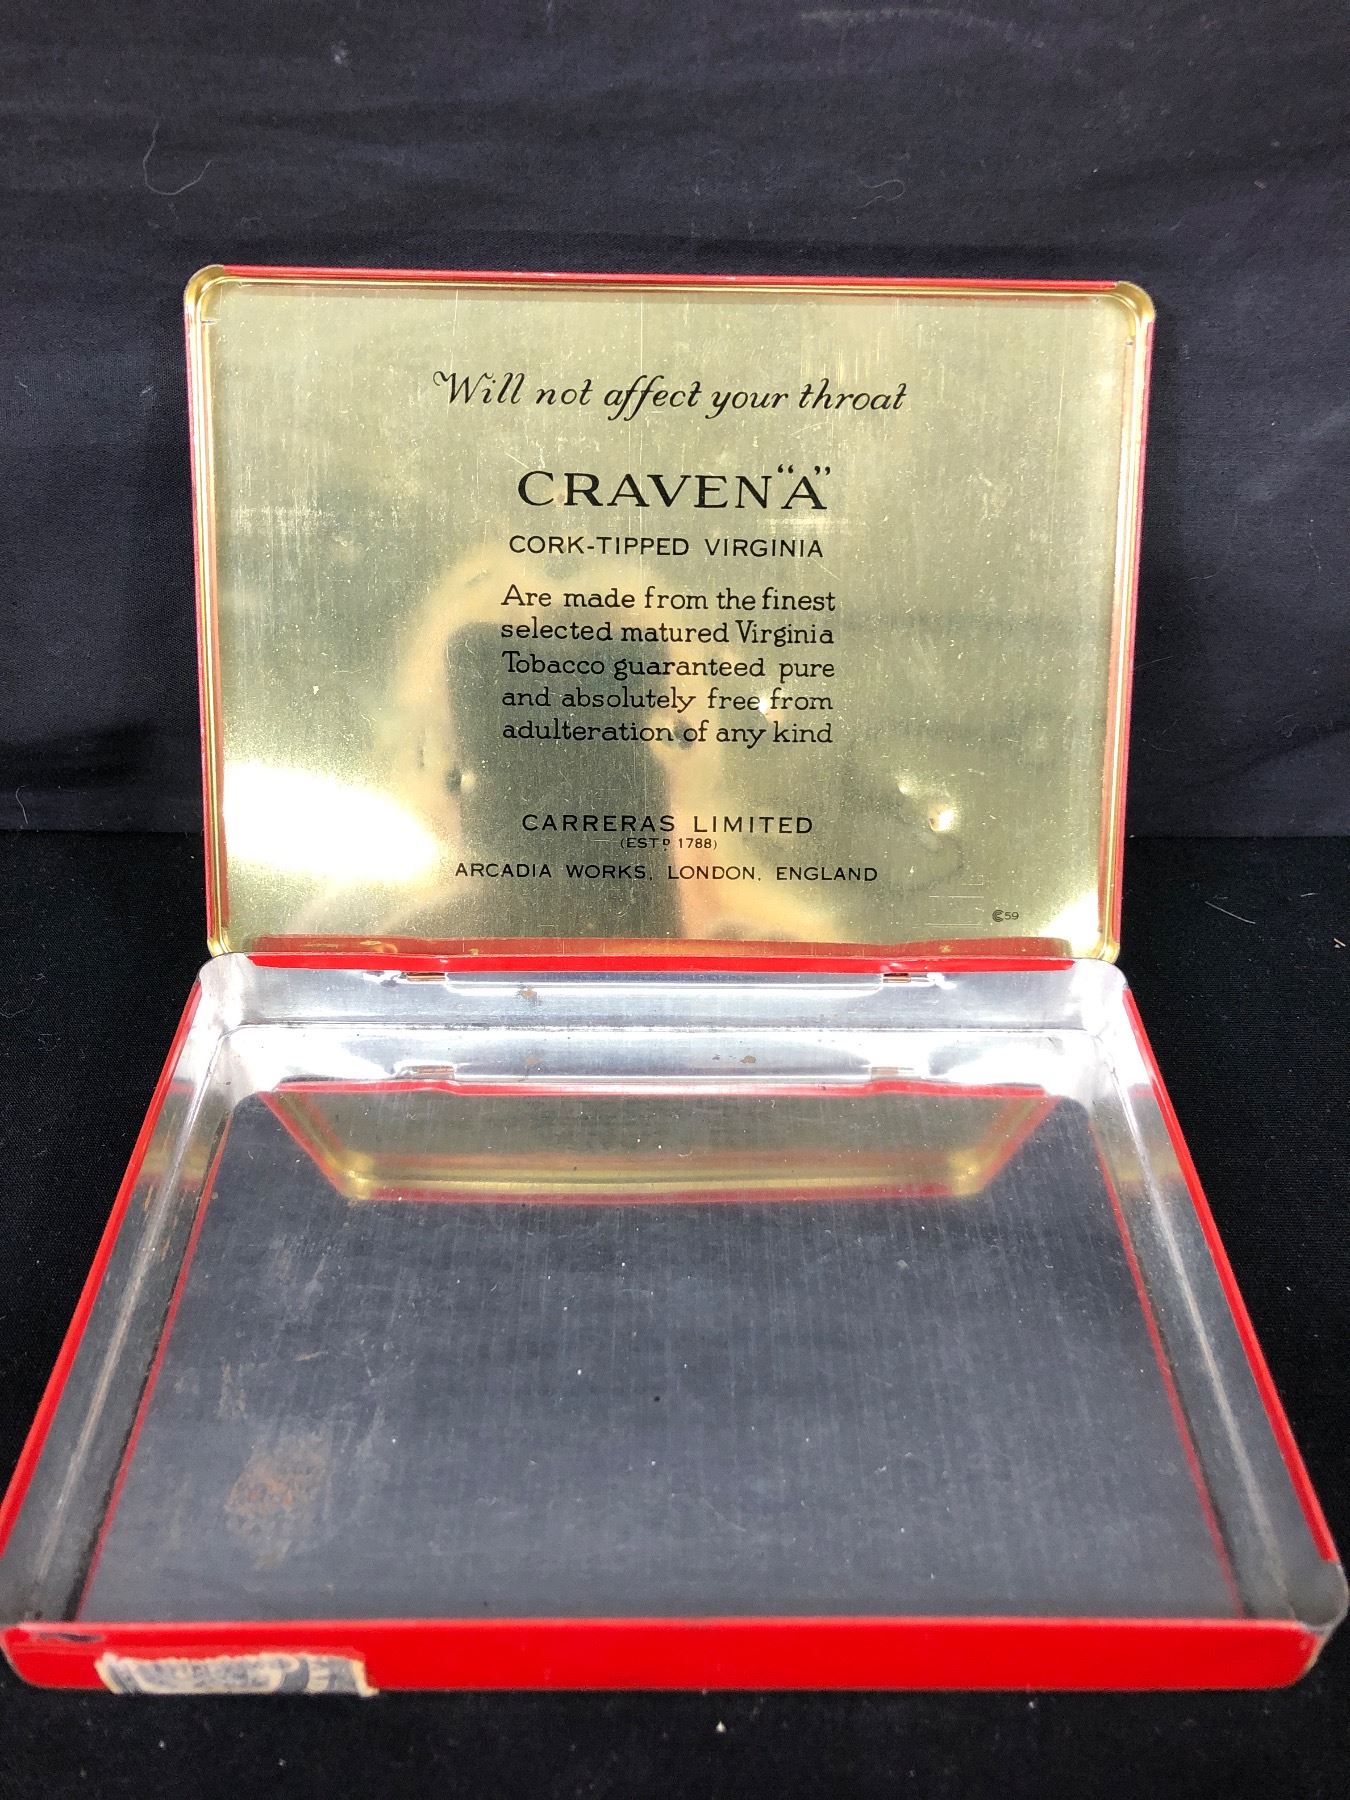 Will not affect your throat
CRAVEN "A"
CORK-TIPPED VIRGINIA
Are made from the finest
selected matured Virginia
Tobacco guaranteed pure
and absolutely free from
adulteration of any kind
CARRERAS LIMITED
(ESTD 1788)
ARCADIA WORKS, LONDON, ENGLAND
59